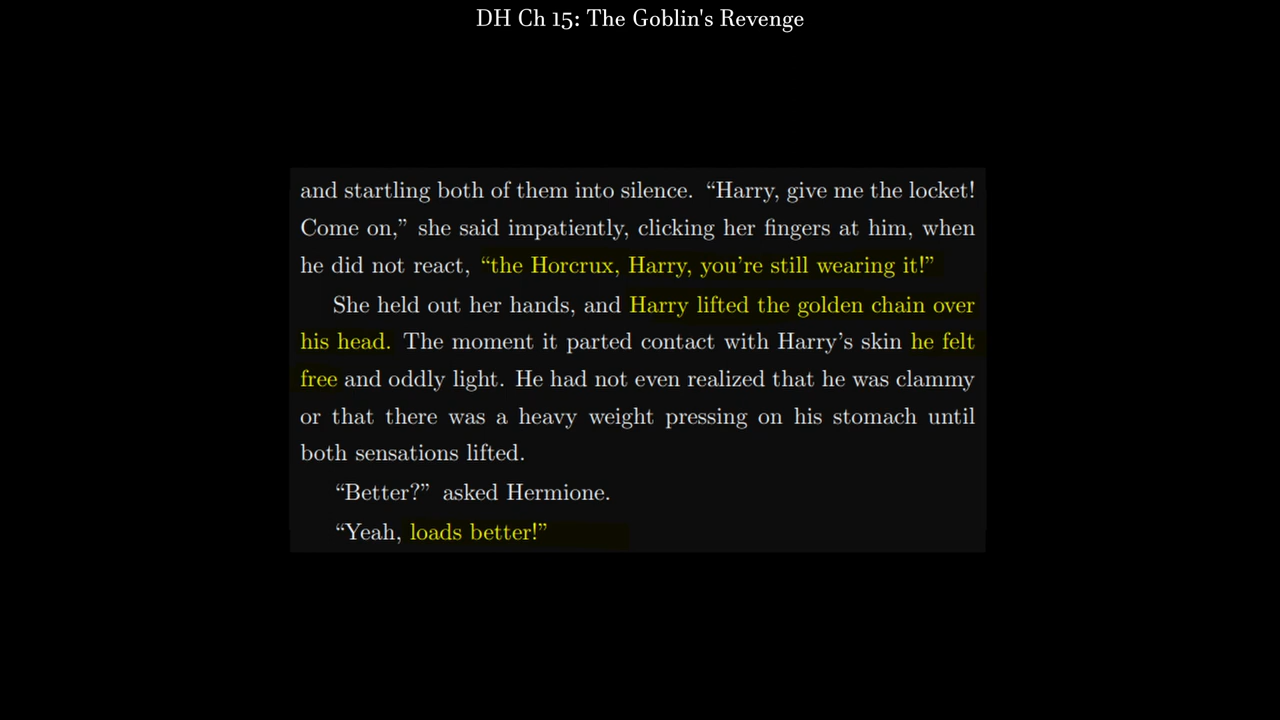 DH Ch 15: The Goblin's Revenge
and startling both of them into silence. “Harry, give me the locket!
Come on,” she said impatiently, clicking her fingers at him, when
he did not react, “the Horcrux, Harry, you’re still wearing it!”
She held out her hands, and Harry lifted the golden chain over
his head. The moment it parted contact with Harry’s skin he felt
free and oddly light. He had not even realized that he was clammy
or that there was a heavy weight pressing on his stomach until
both sensations lifted.
“Better?” asked Hermione.
“Yeah, loads better!”